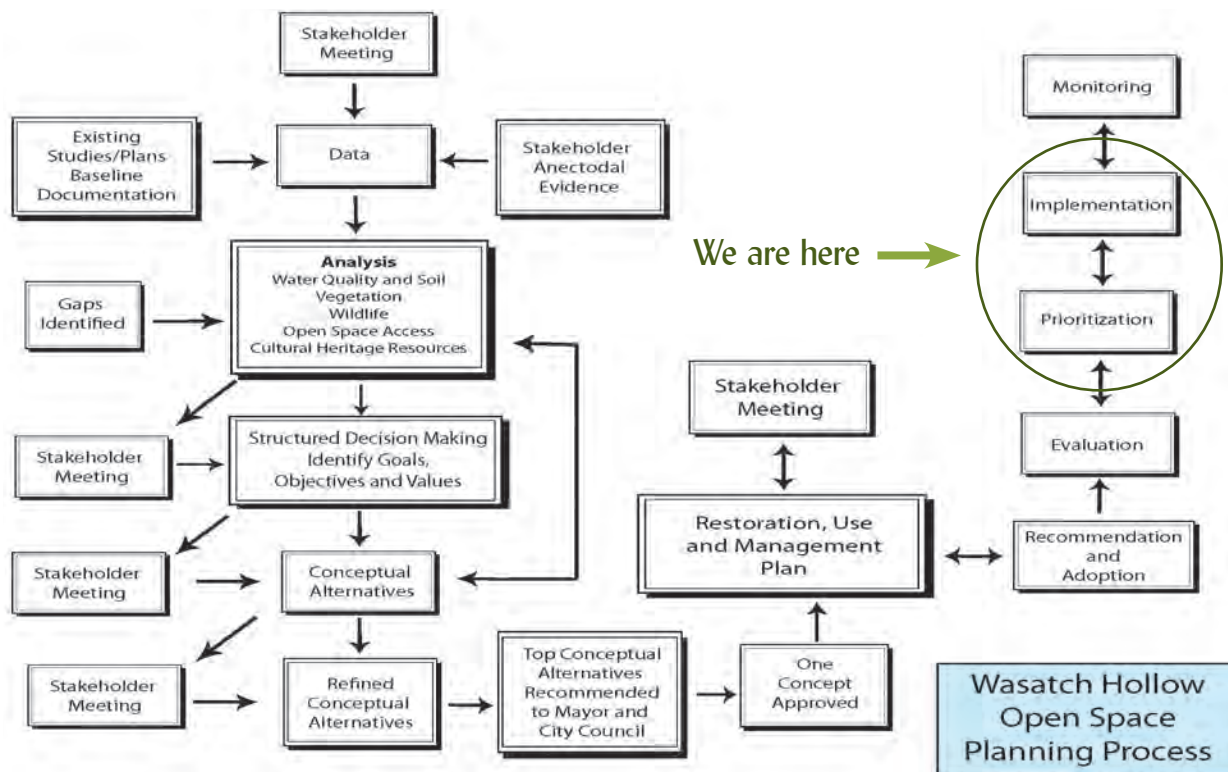 Stakeholder
Meeting
Existing
Studies/Plans
Baseline
Documentation
Data
Stakeholder
Anectodal
Evidence
Analysis
Water Quality and Soil
Vegetation
Wildlife
Open Space Access
Cultural Heritage Resources
Gaps
Identified
Stakeholder
Meeting
Structured Decision Making
Identify Goals,
Objectives and Values
Stakeholder
Meeting
Conceptual
Alternatives
Stakeholder
Meeting
Refined
Conceptual
Alternatives
Top Conceptual
Alternatives
Recommended
to Mayor and
City Council
One
Concept
Approved
Restoration, Use
and Management
Plan
Stakeholder
Meeting
Recommendation
and
Adoption
Evaluation
Prioritization
Implementation
Monitoring
We are here
Wasatch Hollow
Open Space
Planning Process